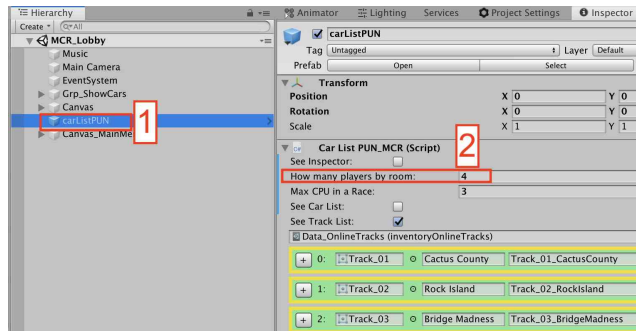 Hierarchy
Create
All
MCR_Lobby
Music
Main Camera
EventSystem
Grp_ShowCars
Canvas
carListPUN
Canvas_MainMe
1
Animator
Lighting
Services
Project Settings
Inspector
carListPUN
Tag Untagged Layer Default
Prefab Open Select
Transform
Position X 0 Y 0
Rotation X 0 Y 0
Scale X 1 Y 1
2
Car List PUN_MCR (Script)
See Inspector:
How many players by room: 4
Max CPU in a Race: 3
See Car List:
See Track List:
Data_OnlineTracks (inventoryOnlineTracks)
+ 0: Track_01 Cactus County Track_01_CactusCounty
+ 1: Track_02 Rock Island Track_02_RockIsland
+ 2: Track_03 Bridge Madness Track_03_BridgeMadness